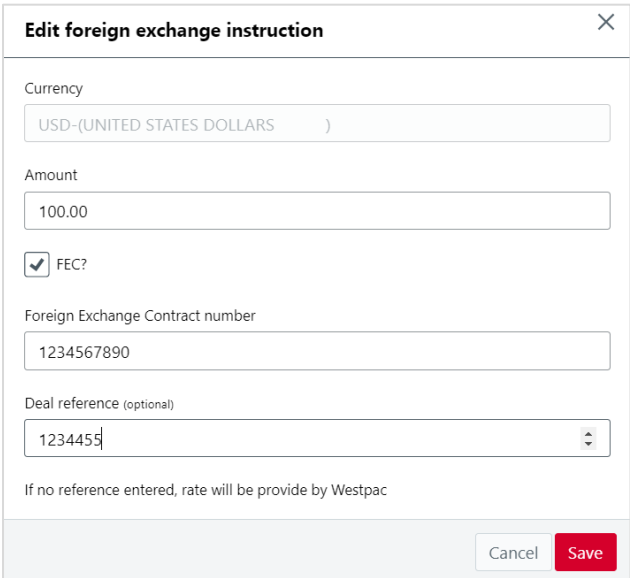 Edit foreign exchange instruction
Currency
USD-(UNITED STATES DOLLARS )
Amount
100.00
FEC?
Foreign Exchange Contract number
1234567890
Deal reference (optional)
1234455
If no reference entered, rate will be provide by Westpac
Cancel Save